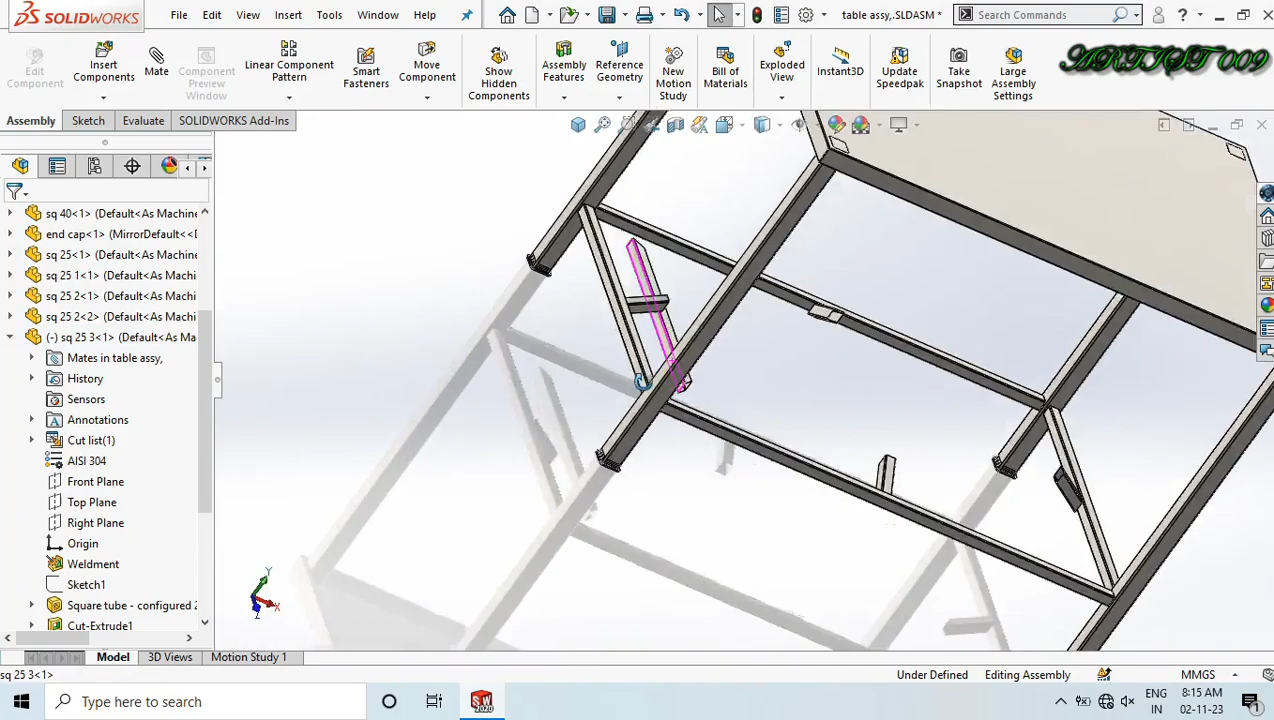 SOLIDWORKS
File Edit View Insert Tools Window Help
table assy,.SLDASM *
Search Commands
ARTIST 009
Edit Component
Insert Components
Mate
Component Preview Window
Linear Component Pattern
Smart Fasteners
Move Component
Show Hidden Components
Assembly Features
Reference Geometry
New Motion Study
Bill of Materials
Exploded View
Instant3D
Update Speedpak
Take Snapshot
Large Assembly Settings
Assembly Sketch Evaluate SOLIDWORKS Add-Ins
sq 40<1> (Default<As Machine
end cap<1> (MirrorDefault<<D
sq 25<1> (Default<As Machine
sq 25 1<1> (Default<As Machin
sq 25 2<1> (Default<As Machin
sq 25 2<2> (Default<As Machin
(-) sq 25 3<1> (Default<As Ma
Mates in table assy,
History
Sensors
Annotations
Cut list(1)
AISI 304
Front Plane
Top Plane
Right Plane
Origin
Weldment
Sketch1
Square tube - configured 2
Cut-Extrude1
Y
X
Z
Model 3D Views Motion Study 1
sq 25 3<1>
Under Defined Editing Assembly MMGS
Type here to search
SW
2020
ENG
IN
8:15 AM
02-11-23
1